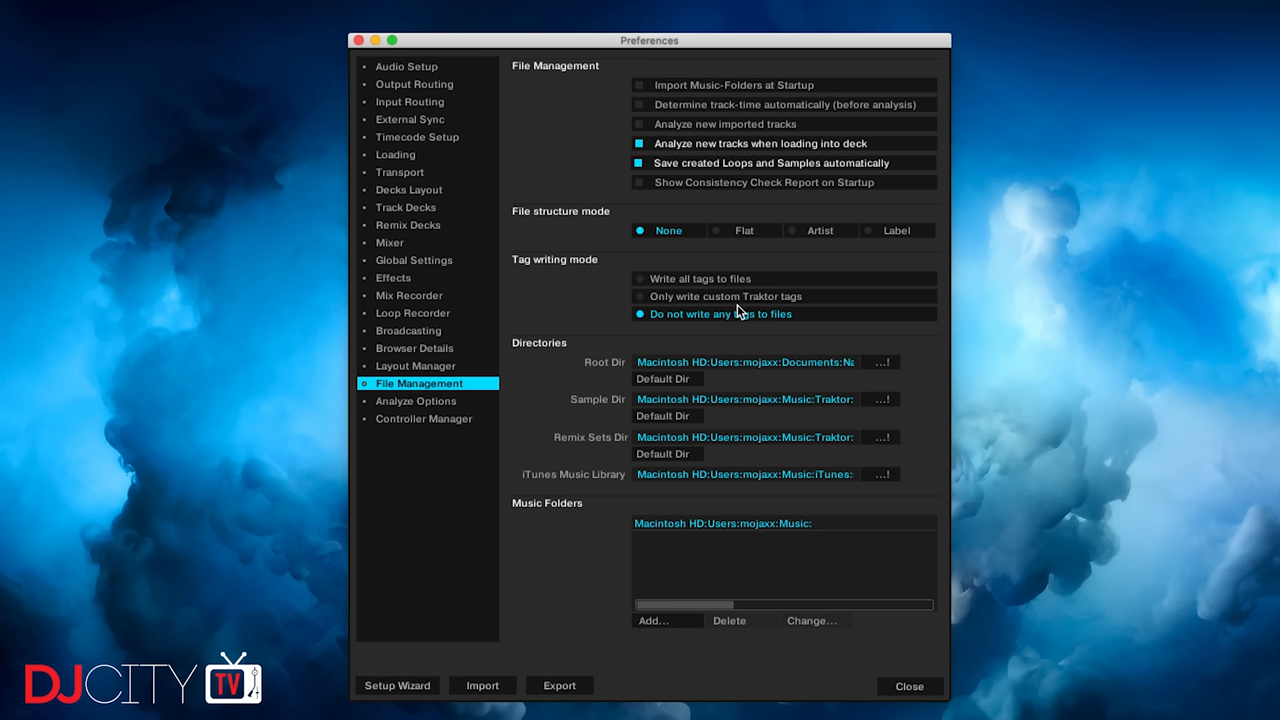 Preferences
Audio Setup
Output Routing
Input Routing
External Sync
Timecode Setup
Loading
Transport
Decks Layout
Track Decks
Remix Decks
Mixer
Global Settings
Effects
Mix Recorder
Loop Recorder
Broadcasting
Browser Details
Layout Manager
File Management
Analyze Options
Controller Manager
File Management
Import Music-Folders at Startup
Determine track-time automatically (before analysis)
Analyze new imported tracks
Analyze new tracks when loading into deck
Save created Loops and Samples automatically
Show Consistency Check Report on Startup
File structure mode
None Flat Artist Label
Tag writing mode
Write all tags to files
Only write custom Traktor tags
Do not write any tags to files
Directories
Root Dir Macintosh HD:Users:mojaxx:Documents:Na ...!
Default Dir
Sample Dir Macintosh HD:Users:mojaxx:Music:Traktor: ...!
Default Dir
Remix Sets Dir Macintosh HD:Users:mojaxx:Music:Traktor: ...!
Default Dir
iTunes Music Library Macintosh HD:Users:mojaxx:Music:iTunes: ...!
Music Folders
Macintosh HD:Users:mojaxx:Music:
Add... Delete Change...
Setup Wizard Import Export Close
DJCITY TV